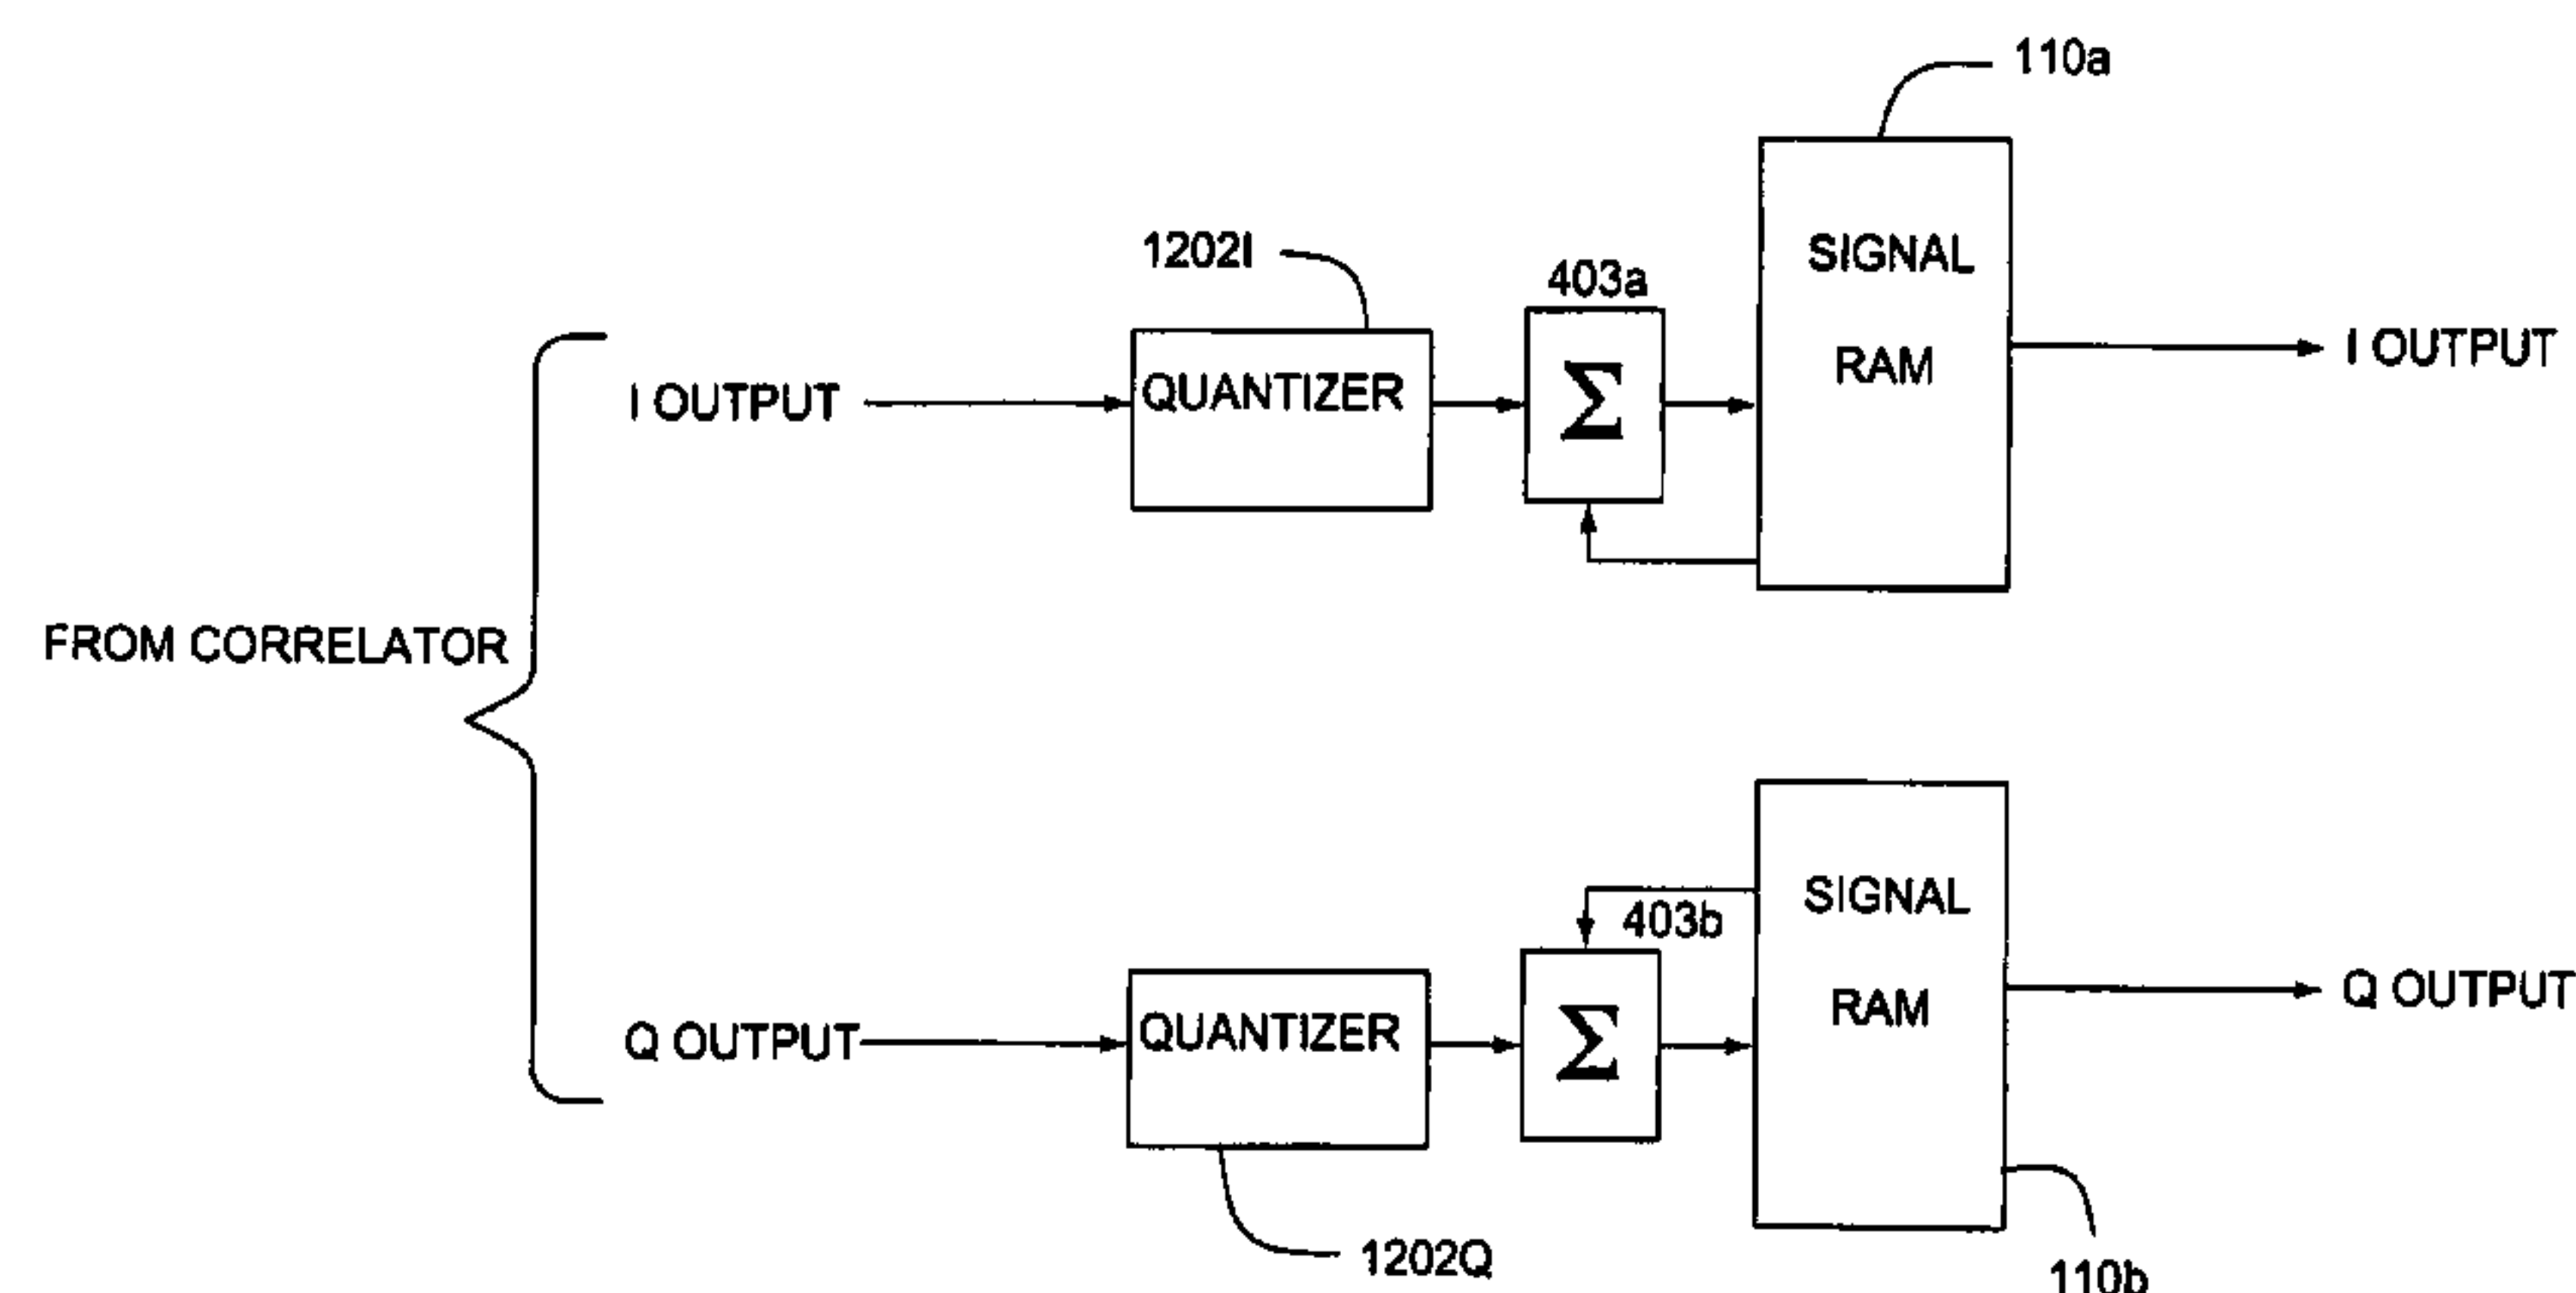 110a
SIGNAL
RAM
1202I
403a
Σ
QUANTIZER
I OUTPUT
I OUTPUT
FROM CORRELATOR
SIGNAL
RAM
403b
Σ
QUANTIZER
Q OUTPUT
Q OUTPUT
1202Q
110b